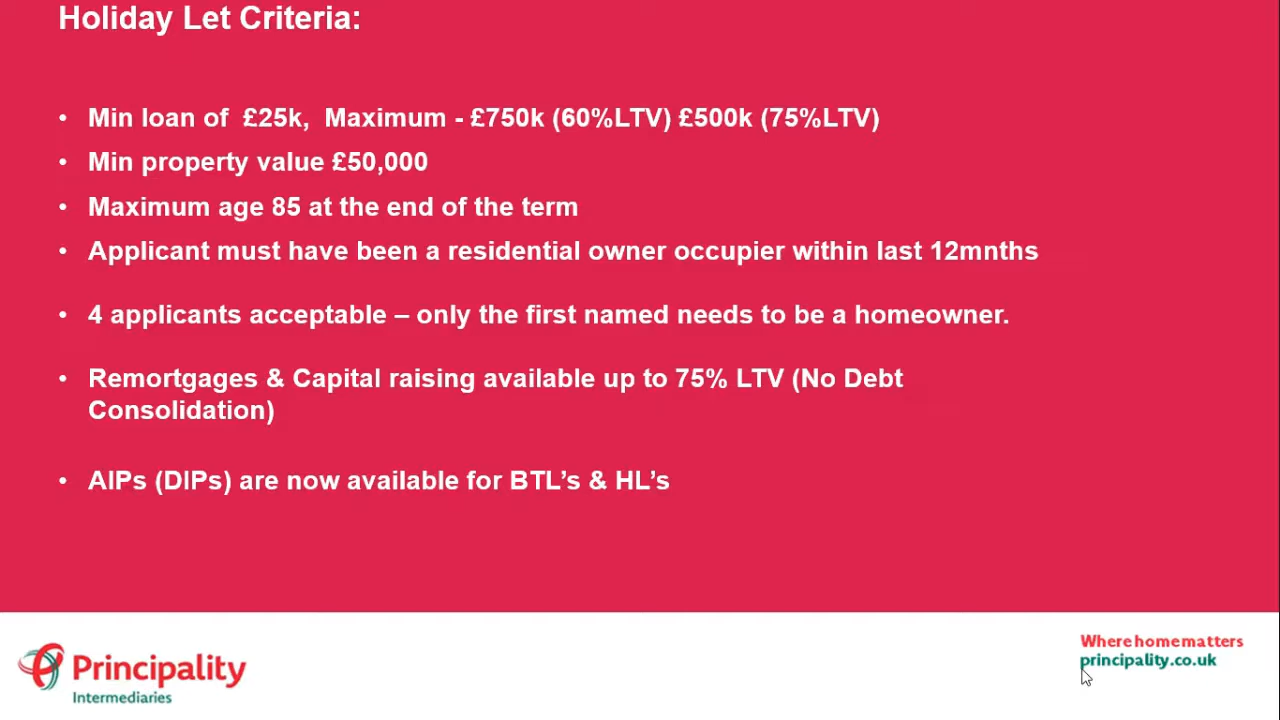 Holiday Let Criteria:
• Min loan of £25k, Maximum - £750k (60%LTV) £500k (75%LTV)
• Min property value £50,000
• Maximum age 85 at the end of the term
• Applicant must have been a residential owner occupier within last 12mnths
• 4 applicants acceptable – only the first named needs to be a homeowner.
• Remortgages & Capital raising available up to 75% LTV (No Debt
Consolidation)
• AIPs (DIPs) are now available for BTL’s & HL’s
Principality
Intermediaries
Where home matters
principality.co.uk